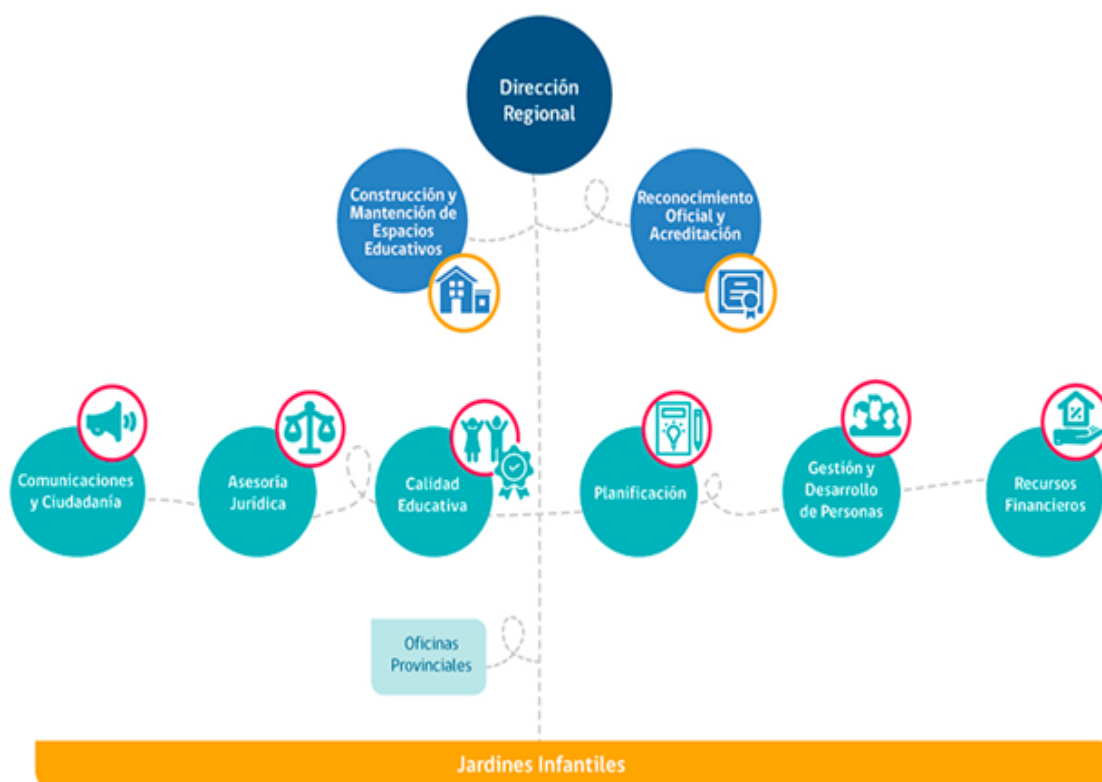 Dirección
Regional
Construcción y
Mantención de
Espacios
Educativos
Reconocimiento
Oficial y
Acreditación
Comunicaciones
y Ciudadanía
Asesoría
Jurídica
Calidad
Educativa
Planificación
Gestión y
Desarrollo
de Personas
Recursos
Financieros
Oficinas
Provinciales
Jardines Infantiles